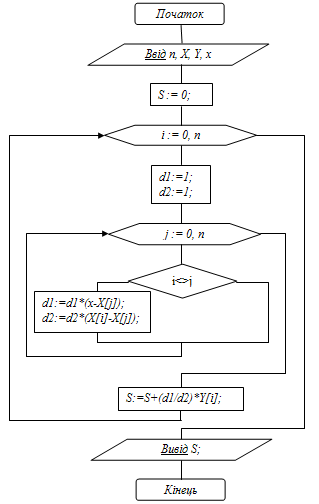 Початок
Ввід n, X, Y, x
S := 0;
i := 0, n
d1:=1;
d2:=1;
j := 0, n
i<>j
d1:=d1*(x-X[j]);
d2:=d2*(X[i]-X[j]);
S:=S+(d1/d2)*Y[i];
Вивід S;
Кінець